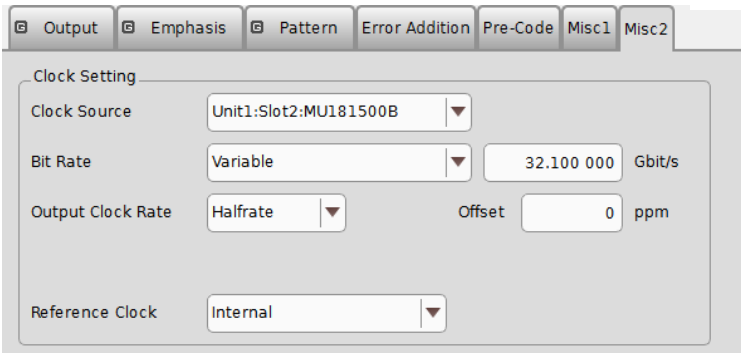 G Output G Emphasis G Pattern Error Addition Pre-Code Misc1 Misc2
Clock Setting
Clock Source Unit1:Slot2:MU181500B
Bit Rate Variable 32.100 000 Gbit/s
Output Clock Rate Halfrate Offset 0 ppm
Reference Clock Internal